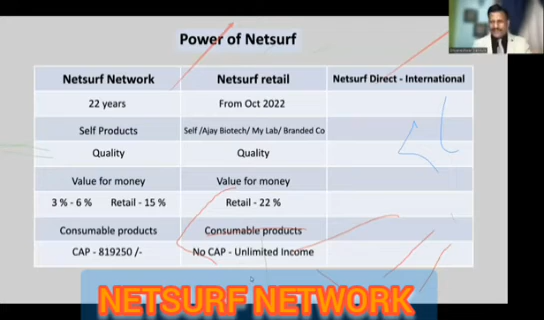 Power of Netsurf
Netsurf Network Netsurf retail Netsurf Direct - International
22 years From Oct 2022
Self Products Self /Ajay Biotech/ My Lab/ Branded Co
Quality Quality
Value for money Value for money
3 % - 6 % Retail - 15 % Retail - 22 %
Consumable products Consumable products
CAP - 819250 /- No CAP - Unlimited Income
NETSURF NETWORK